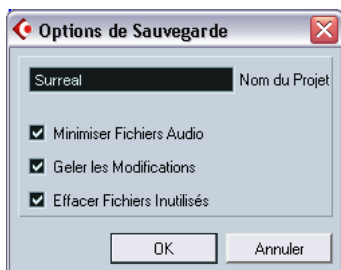 Options de Sauvegarde
Surreal Nom du Projet
Minimiser Fichiers Audio
Geler les Modifications
Effacer Fichiers Inutilisés
OK Annuler